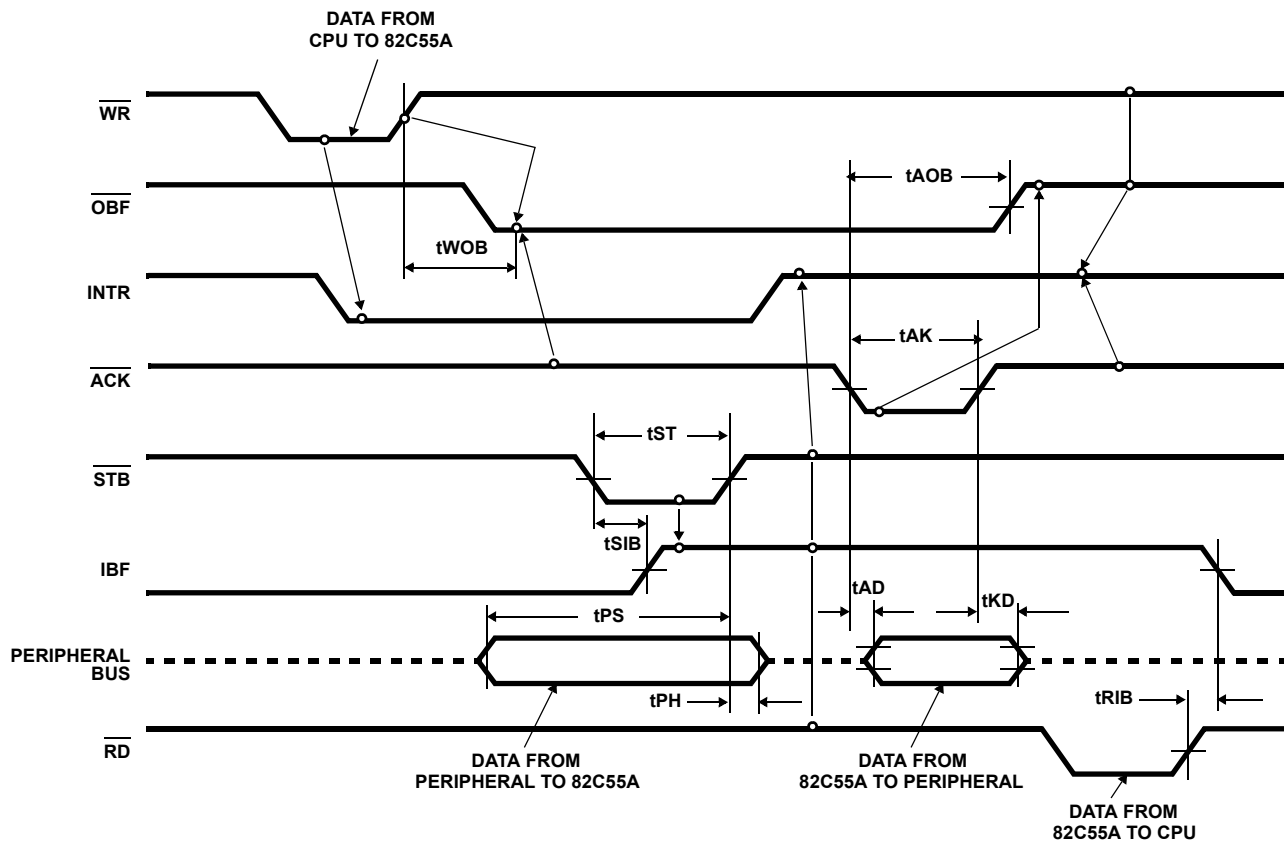 DATA FROM
CPU TO 82C55A
WR
OBF
tAOB
tWOB
INTR
tAK
ACK
tST
STB
tSIB
IBF
tAD
tKD
tPS
PERIPHERAL
BUS
tPH
tRIB
RD
DATA FROM
PERIPHERAL TO 82C55A
DATA FROM
82C55A TO PERIPHERAL
DATA FROM
82C55A TO CPU